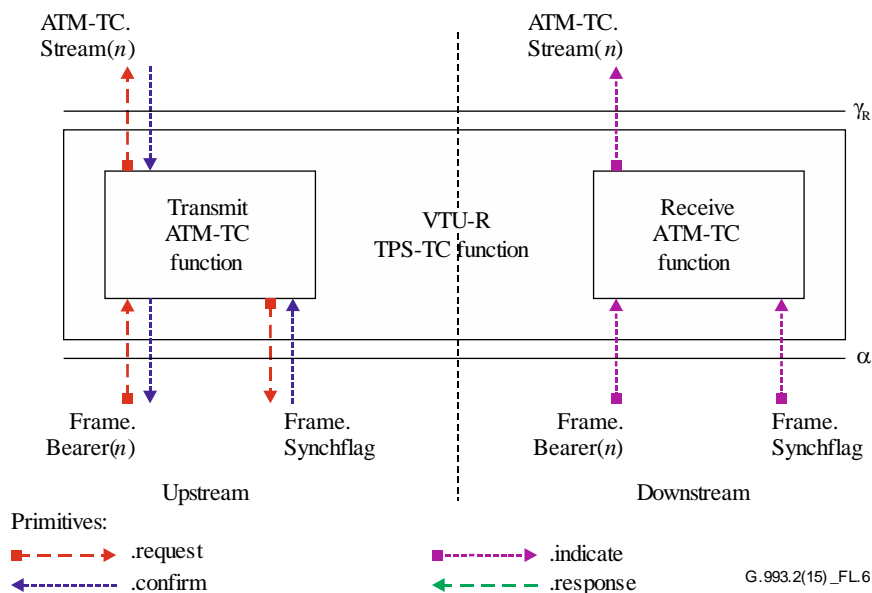 ATM-TC.
Stream(n)
ATM-TC.
Stream(n)
γR
Transmit
ATM-TC
function
VTU-R
TPS-TC function
Receive
ATM-TC
function
α
Frame.
Bearer(n)
Frame.
Synchflag
Frame.
Bearer(n)
Frame.
Synchflag
Upstream
Downstream
Primitives:
.request
.indicate
.confirm
.response
G.993.2(15)_FL.6